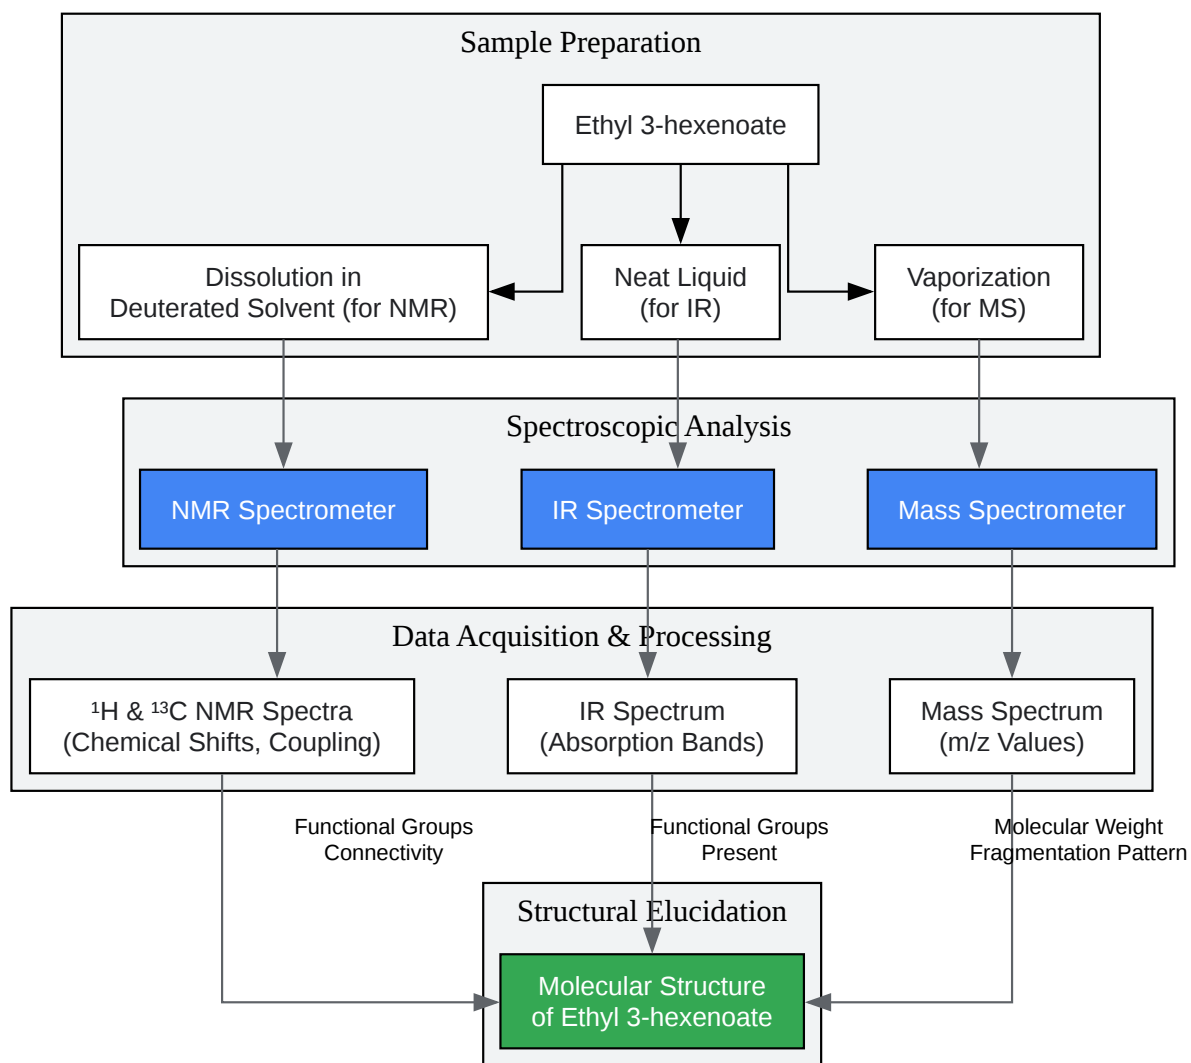 Sample Preparation
Ethyl 3-hexenoate
Dissolution in
Deuterated Solvent (for NMR)
Neat Liquid
(for IR)
Vaporization
(for MS)
Spectroscopic Analysis
NMR Spectrometer
IR Spectrometer
Mass Spectrometer
Data Acquisition & Processing
¹H & ¹³C NMR Spectra
(Chemical Shifts, Coupling)
IR Spectrum
(Absorption Bands)
Mass Spectrum
(m/z Values)
Functional Groups
Connectivity
Functional Groups
Present
Molecular Weight
Fragmentation Pattern
Structural Elucidation
Molecular Structure
of Ethyl 3-hexenoate